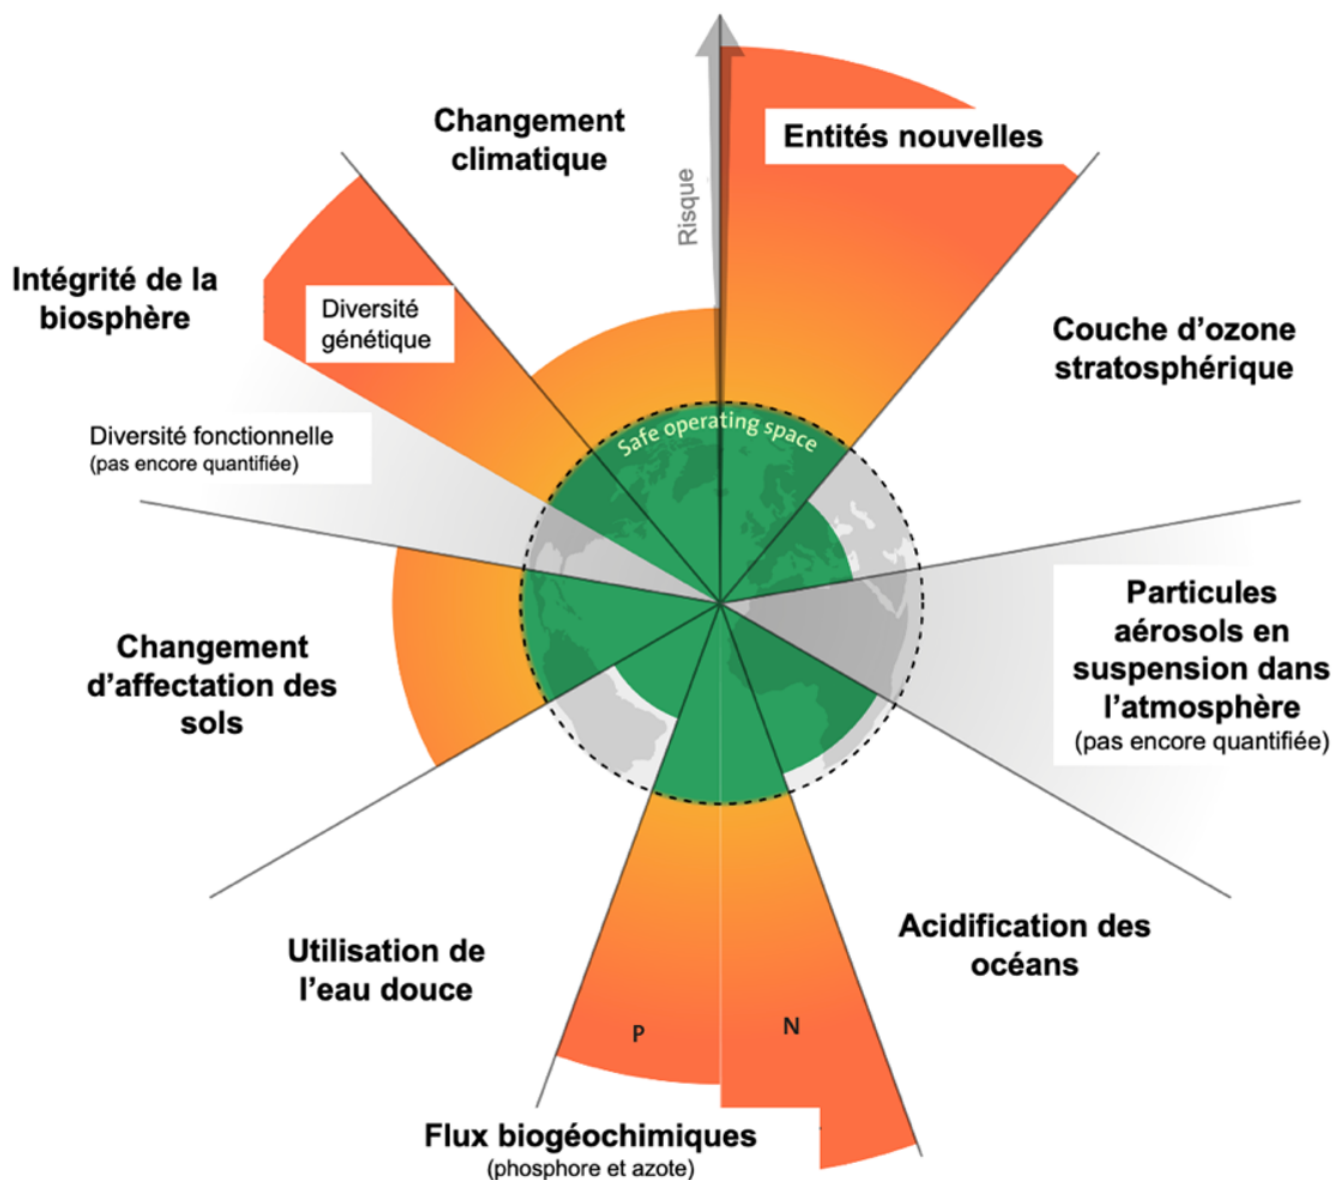 Changement
climatique
Risque
Entités nouvelles
Intégrité de la
biosphère
Diversité
génétique
Couche d’ozone
stratosphérique
Diversité fonctionnelle
(pas encore quantifiée)
Safe operating space
Particules
aérosols en
suspension dans
l’atmosphère
(pas encore quantifiée)
Changement
d’affectation des
sols
Utilisation de
l’eau douce
Acidification des
océans
P
N
Flux biogéochimiques
(phosphore et azote)